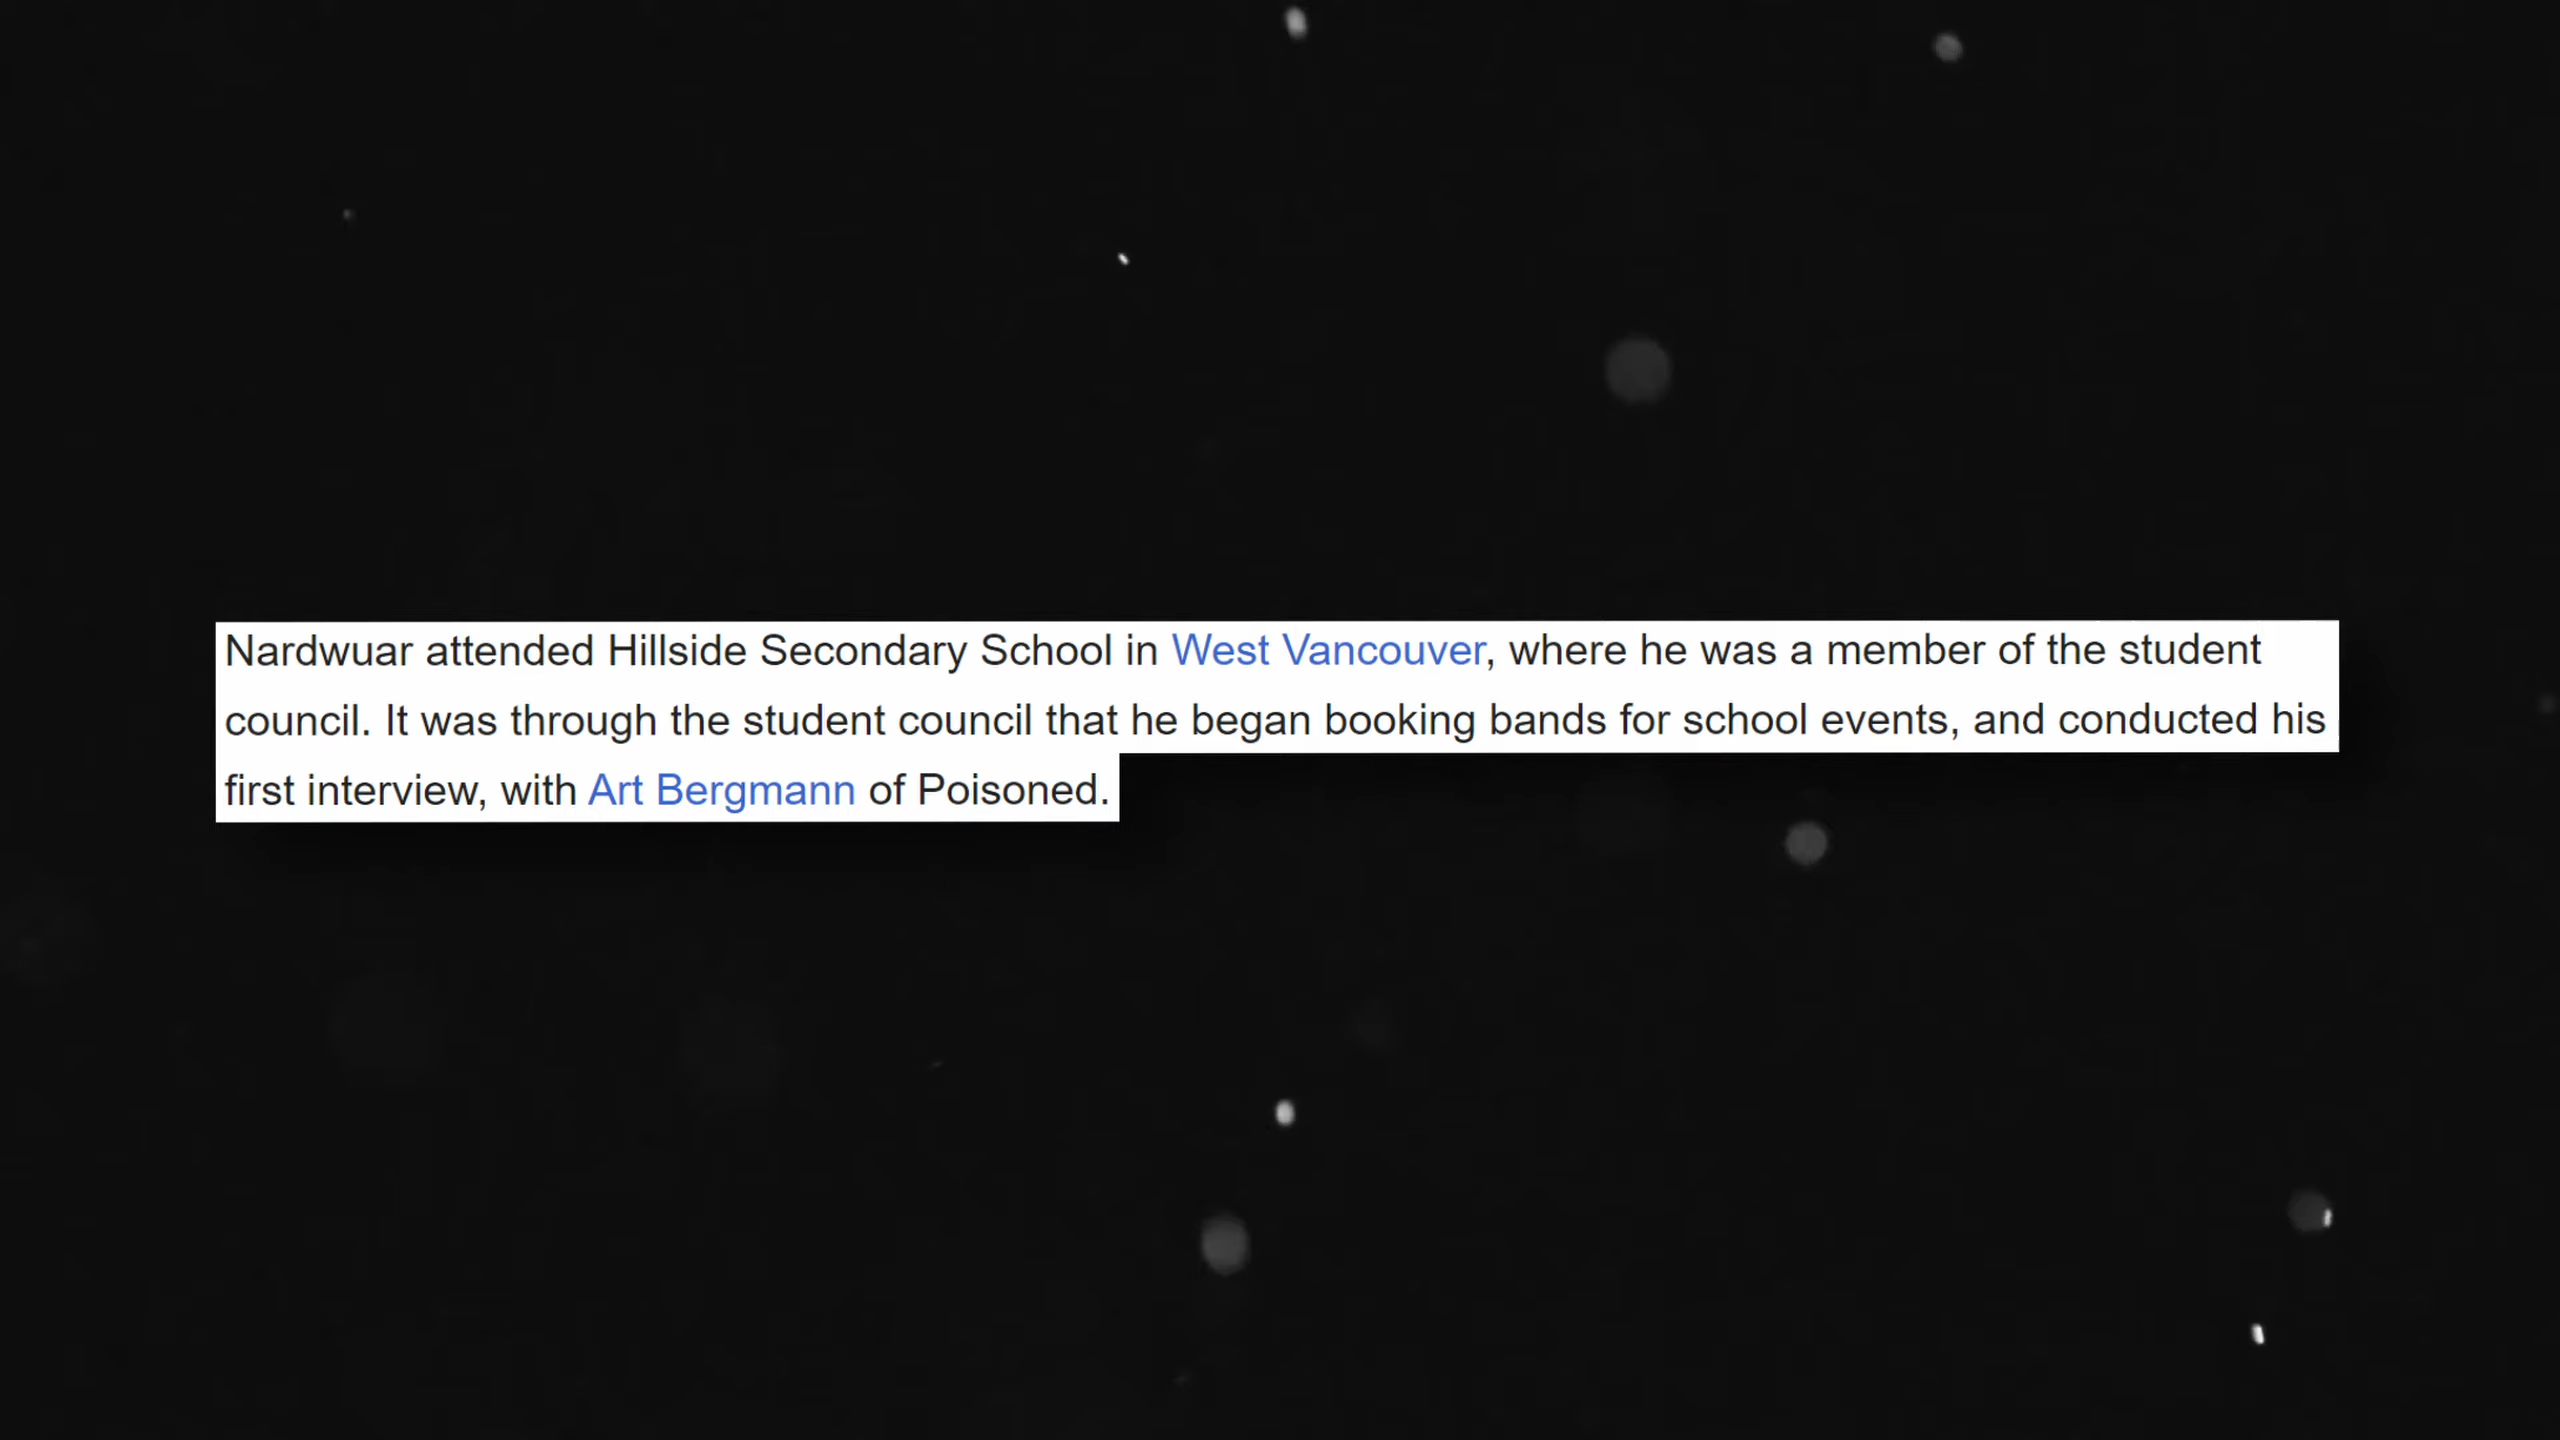 Nardwuar attended Hillside Secondary School in West Vancouver, where he was a member of the student
council. It was through the student council that he began booking bands for school events, and conducted his
first interview, with Art Bergmann of Poisoned.